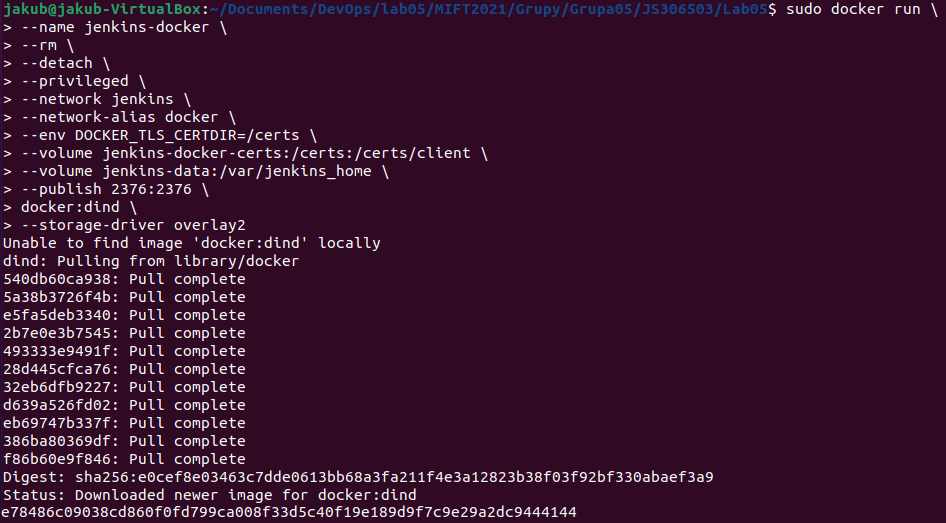 jakub@jakub-VirtualBox:~/Documents/DevOps/lab05/MIFT2021/Grupy/Grupa05/JS306503/Lab05$ sudo docker run \
> --name jenkins-docker \
> --rm \
> --detach \
> --privileged \
> --network jenkins \
> --network-alias docker \
> --env DOCKER_TLS_CERTDIR=/certs \
> --volume jenkins-docker-certs:/certs:/certs/client \
> --volume jenkins-data:/var/jenkins_home \
> --publish 2376:2376 \
> docker:dind \
> --storage-driver overlay2
Unable to find image 'docker:dind' locally
dind: Pulling from library/docker
540db60ca938: Pull complete
5a38b3726f4b: Pull complete
e5fa5deb3340: Pull complete
2b7e0e3b7545: Pull complete
493333e9491f: Pull complete
28d445cfca76: Pull complete
32eb6dfb9227: Pull complete
d639a526fd02: Pull complete
eb69747b337f: Pull complete
386ba80369df: Pull complete
f86b60e9f846: Pull complete
Digest: sha256:e0cef8e03463c7dde0613bb68a3fa211f4e3a12823b38f03f92bf330abaef3a9
Status: Downloaded newer image for docker:dind
e78486c09038cd860f0fd799ca008f33d5c40f19e189d9f7c9e29a2dc9444144